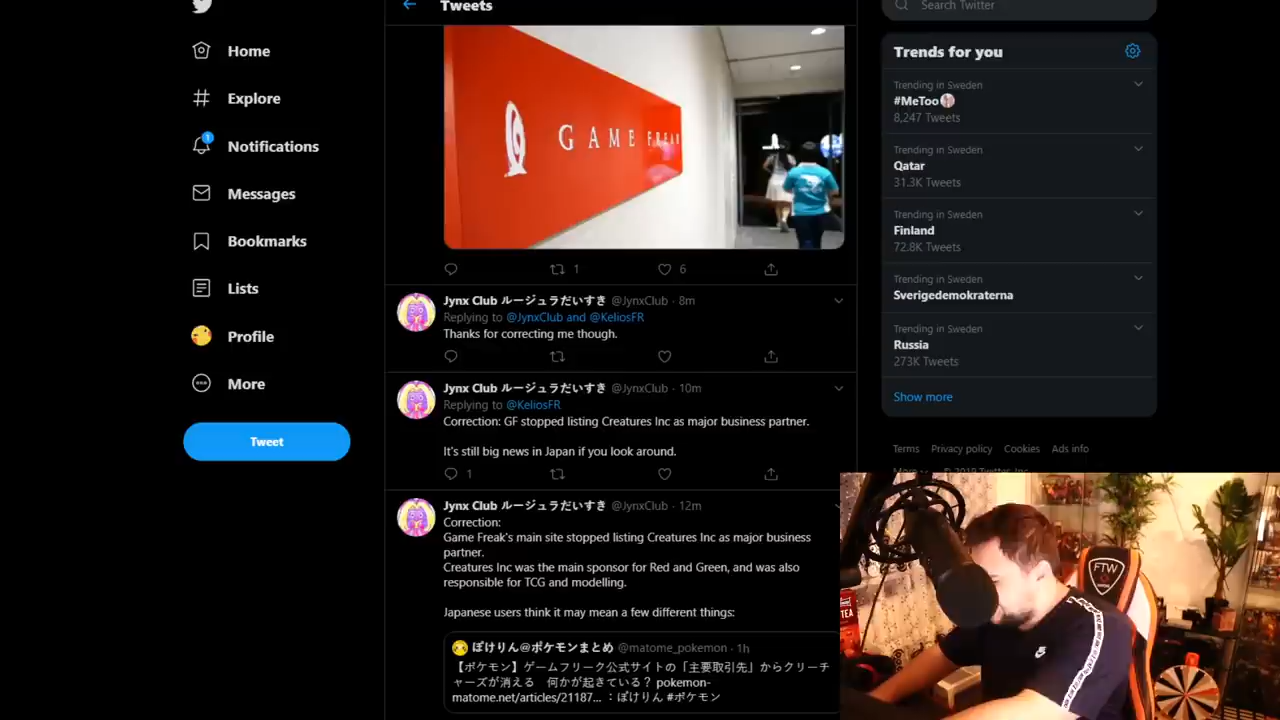 Home
Explore
1
Notifications
Messages
Bookmarks
Lists
Profile
More
Tweet
Tweets
GAME FREAK
1
6
Jynx Club ルージュラだいすき @JynxClub · 8m
Replying to @JynxClub and @KeliosFR
Thanks for correcting me though.
Jynx Club ルージュラだいすき @JynxClub · 10m
Replying to @KeliosFR
Correction: GF stopped listing Creatures Inc as major business partner.
It's still big news in Japan if you look around.
1
Jynx Club ルージュラだいすき @JynxClub · 12m
Correction:
Game Freak's main site stopped listing Creatures Inc as major business
partner.
Creatures Inc was the main sponsor for Red and Green, and was also
responsible for TCG and modelling.
Japanese users think it may mean a few different things:
ぽけりん@ポケモンまとめ @matome_pokemon · 1h
【ポケモン】ゲームフリーク公式サイトの「主要取引先」からクリーチ
ャーズが消える 何かが起きている？ pokemon-
matome.net/articles/21187... ：ぽけりん #ポケモン
Search Twitter
Trends for you
Trending in Sweden
#MeToo
8,247 Tweets
Trending in Sweden
Qatar
31.3K Tweets
Trending in Sweden
Finland
72.8K Tweets
Trending in Sweden
Sverigedemokraterna
Trending in Sweden
Russia
273K Tweets
Show more
Terms Privacy policy Cookies Ads info
FTW
TEA